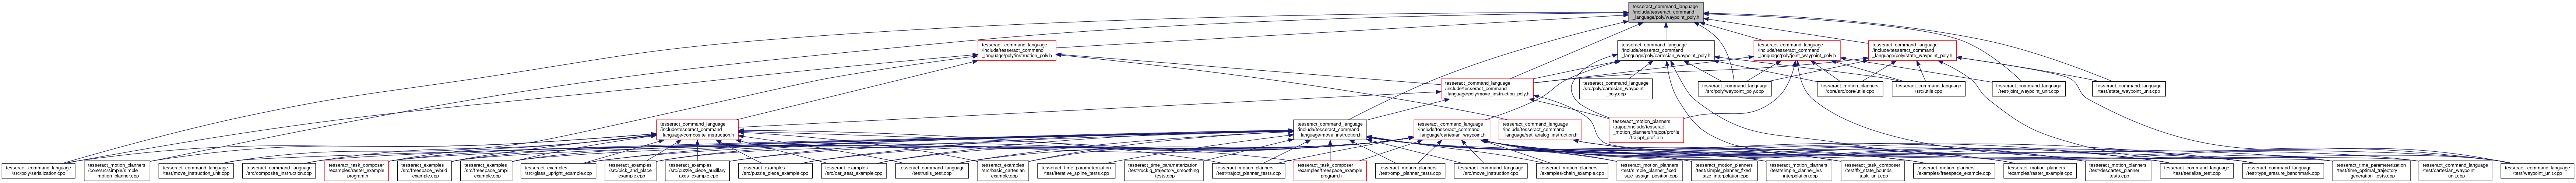 tesseract_command_language
/include/tesseract_command
_language/poly/waypoint_poly.h
tesseract_command_language
/include/tesseract_command
_language/poly/instruction_poly.h
tesseract_command_language
/include/tesseract_command
_language/poly/cartesian_waypoint_poly.h
tesseract_command_language
/include/tesseract_command
_language/poly/joint_waypoint_poly.h
tesseract_command_language
/include/tesseract_command
_language/poly/state_waypoint_poly.h
tesseract_command_language
/include/tesseract_command
_language/poly/move_instruction_poly.h
tesseract_command_language
/src/poly/cartesian_waypoint
_poly.cpp
tesseract_command_language
/src/poly/waypoint_poly.cpp
tesseract_motion_planners
/core/src/core/utils.cpp
tesseract_command_language
/src/utils.cpp
tesseract_command_language
/test/joint_waypoint_unit.cpp
tesseract_command_language
/test/state_waypoint_unit.cpp
tesseract_command_language
/include/tesseract_command
_language/composite_instruction.h
tesseract_command_language
/include/tesseract_command
_language/move_instruction.h
tesseract_command_language
/include/tesseract_command
_language/cartesian_waypoint.h
tesseract_command_language
/include/tesseract_command
_language/set_analog_instruction.h
tesseract_motion_planners
/trajopt/include/tesseract
_motion_planners/trajopt/profile
/trajopt_profile.h
tesseract_command_language
/src/poly/serialization.cpp
tesseract_motion_planners
/core/src/simple/simple
_motion_planner.cpp
tesseract_command_language
/test/move_instruction_unit.cpp
tesseract_command_language
/src/composite_instruction.cpp
tesseract_task_composer
/examples/raster_example
_program.h
tesseract_examples
/src/freespace_hybrid
_example.cpp
tesseract_examples
/src/freespace_ompl
_example.cpp
tesseract_examples
/src/glass_upright_example.cpp
tesseract_examples
/src/pick_and_place
_example.cpp
tesseract_examples
/src/puzzle_piece_auxillary
_axes_example.cpp
tesseract_examples
/src/puzzle_piece_example.cpp
tesseract_examples
/src/car_seat_example.cpp
tesseract_command_language
/test/utils_test.cpp
tesseract_examples
/src/basic_cartesian
_example.cpp
tesseract_time_parameterization
/test/iterative_spline_tests.cpp
tesseract_time_parameterization
/test/ruckig_trajectory_smoothing
_tests.cpp
tesseract_motion_planners
/test/trajopt_planner_tests.cpp
tesseract_task_composer
/examples/freespace_example
_program.h
tesseract_motion_planners
/test/ompl_planner_tests.cpp
tesseract_command_language
/src/move_instruction.cpp
tesseract_motion_planners
/examples/chain_example.cpp
tesseract_motion_planners
/test/simple_planner_fixed
_size_assign_position.cpp
tesseract_motion_planners
/test/simple_planner_fixed
_size_interpolation.cpp
tesseract_motion_planners
/test/simple_planner_lvs
_interpolation.cpp
tesseract_task_composer
/test/fix_state_bounds
_task_unit.cpp
tesseract_motion_planners
/examples/freespace_example.cpp
tesseract_motion_planners
/examples/raster_example.cpp
tesseract_motion_planners
/test/descartes_planner
_tests.cpp
tesseract_command_language
/test/serialize_test.cpp
tesseract_command_language
/test/type_erasure_benchmark.cpp
tesseract_time_parameterization
/test/time_optimal_trajectory
_generation_tests.cpp
tesseract_command_language
/test/cartesian_waypoint
_unit.cpp
tesseract_command_language
/test/waypoint_unit.cpp